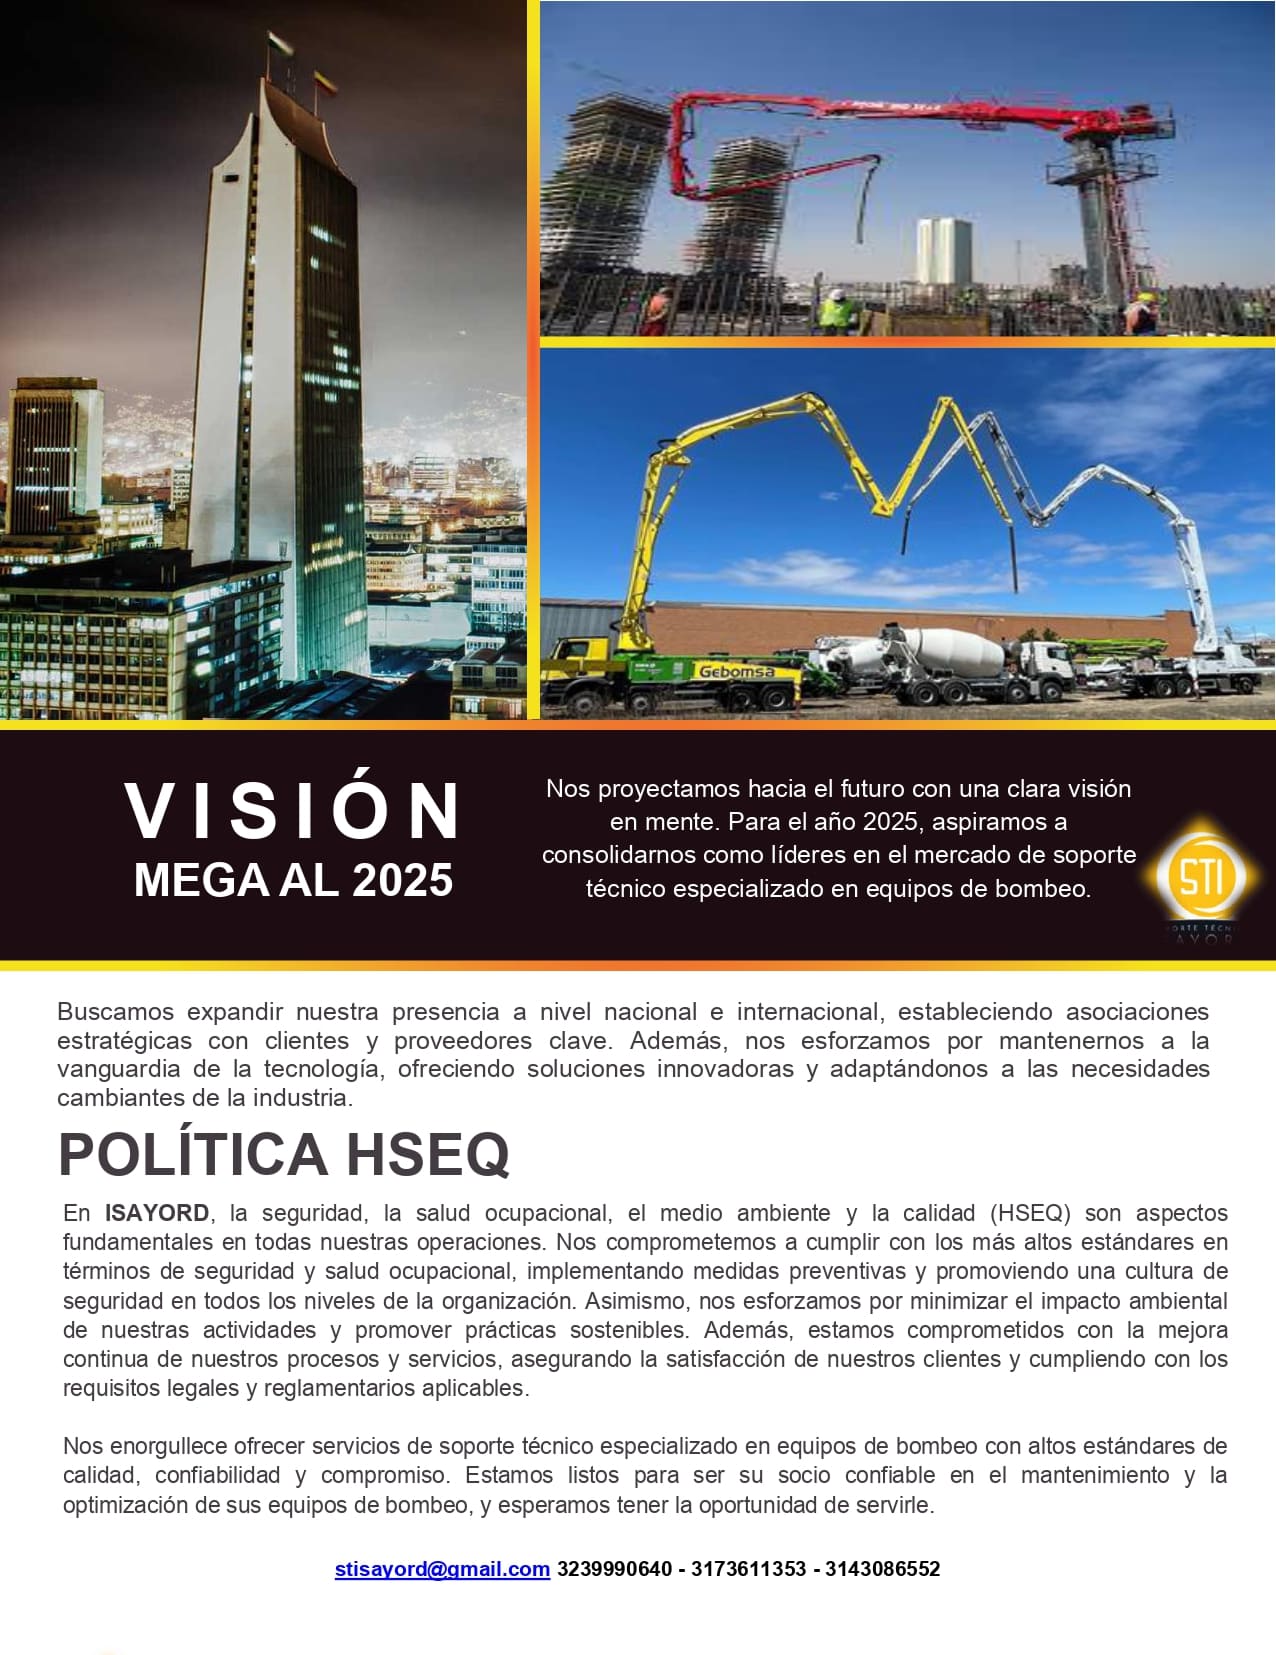 Gebomsa
VISIÓN
MEGA AL 2025
Nos proyectamos hacia el futuro con una clara visión
en mente. Para el año 2025, aspiramos a
consolidarnos como líderes en el mercado de soporte
técnico especializado en equipos de bombeo.
STI
Buscamos expandir nuestra presencia a nivel nacional e internacional, estableciendo asociaciones
estratégicas con clientes y proveedores clave. Además, nos esforzamos por mantenernos a la
vanguardia de la tecnología, ofreciendo soluciones innovadoras y adaptándonos a las necesidades
cambiantes de la industria.
POLÍTICA HSEQ
En ISAYORD, la seguridad, la salud ocupacional, el medio ambiente y la calidad (HSEQ) son aspectos
fundamentales en todas nuestras operaciones. Nos comprometemos a cumplir con los más altos estándares en
términos de seguridad y salud ocupacional, implementando medidas preventivas y promoviendo una cultura de
seguridad en todos los niveles de la organización. Asimismo, nos esforzamos por minimizar el impacto ambiental
de nuestras actividades y promover prácticas sostenibles. Además, estamos comprometidos con la mejora
continua de nuestros procesos y servicios, asegurando la satisfacción de nuestros clientes y cumpliendo con los
requisitos legales y reglamentarios aplicables.
Nos enorgullece ofrecer servicios de soporte técnico especializado en equipos de bombeo con altos estándares de
calidad, confiabilidad y compromiso. Estamos listos para ser su socio confiable en el mantenimiento y la
optimización de sus equipos de bombeo, y esperamos tener la oportunidad de servirle.
stisayord@gmail.com 3239990640 - 3173611353 - 3143086552